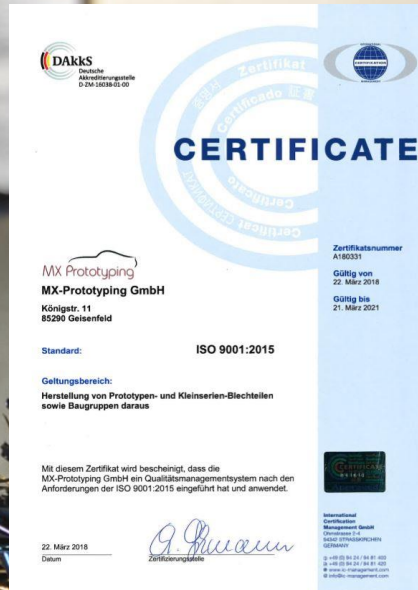 DAkkS
Deutsche
Akkreditierungsstelle
D-ZM-16038-01-00
CERTIFICATION
Zertifikat
Certificado
CERTIFICATE
MX Prototyping
MX-Prototyping GmbH
Königstr. 11
85290 Geisenfeld
Zertifikatsnummer
A180331
Gültig von
22. März 2018
Gültig bis
21. März 2021
Standard:
ISO 9001:2015
Geltungsbereich:
Herstellung von Prototypen- und Kleinserien-Blechteilen
sowie Baugruppen daraus
Mit diesem Zertifikat wird bescheinigt, dass die
MX-Prototyping GmbH ein Qualitätsmanagementsystem nach den
Anforderungen der ISO 9001:2015 eingeführt hat und anwendet.
22. März 2018
Datum
Zertifizierungsstelle
International
Certification
Management GmbH
GERMANY